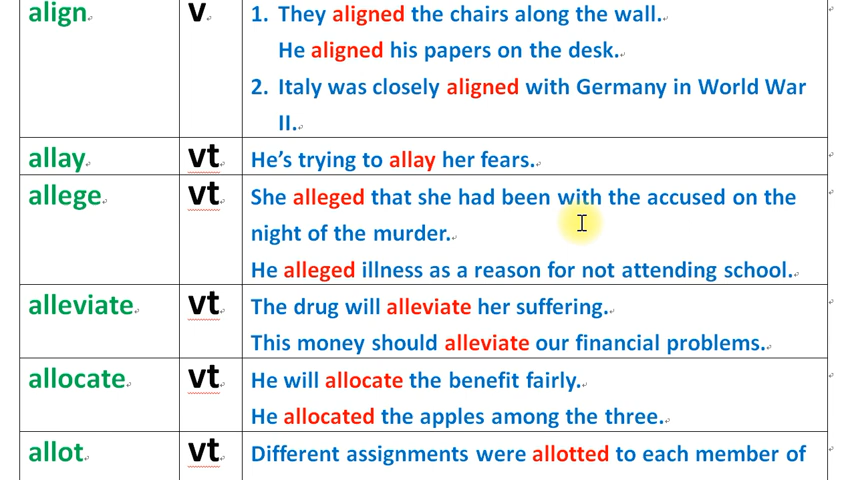 align v 1. They aligned the chairs along the wall.
He aligned his papers on the desk.
2. Italy was closely aligned with Germany in World War
II.
allay vt He’s trying to allay her fears.
allege vt She alleged that she had been with the accused on the
night of the murder.
He alleged illness as a reason for not attending school.
alleviate vt The drug will alleviate her suffering.
This money should alleviate our financial problems.
allocate vt He will allocate the benefit fairly.
He allocated the apples among the three.
allot vt Different assignments were allotted to each member of